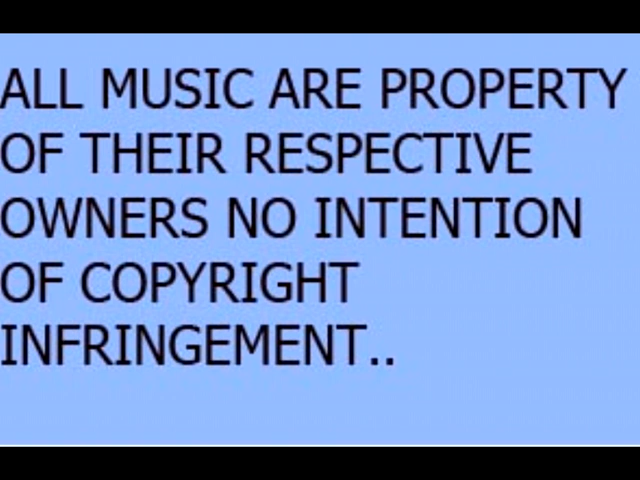 ALL MUSIC ARE PROPERTY
OF THEIR RESPECTIVE
OWNERS NO INTENTION
OF COPYRIGHT
INFRINGEMENT..